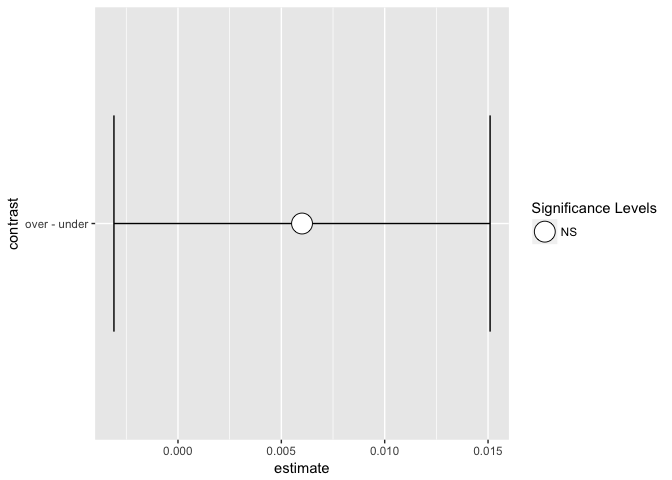 contrast
over - under
0.000
0.005
0.010
0.015
estimate
Significance Levels
NS